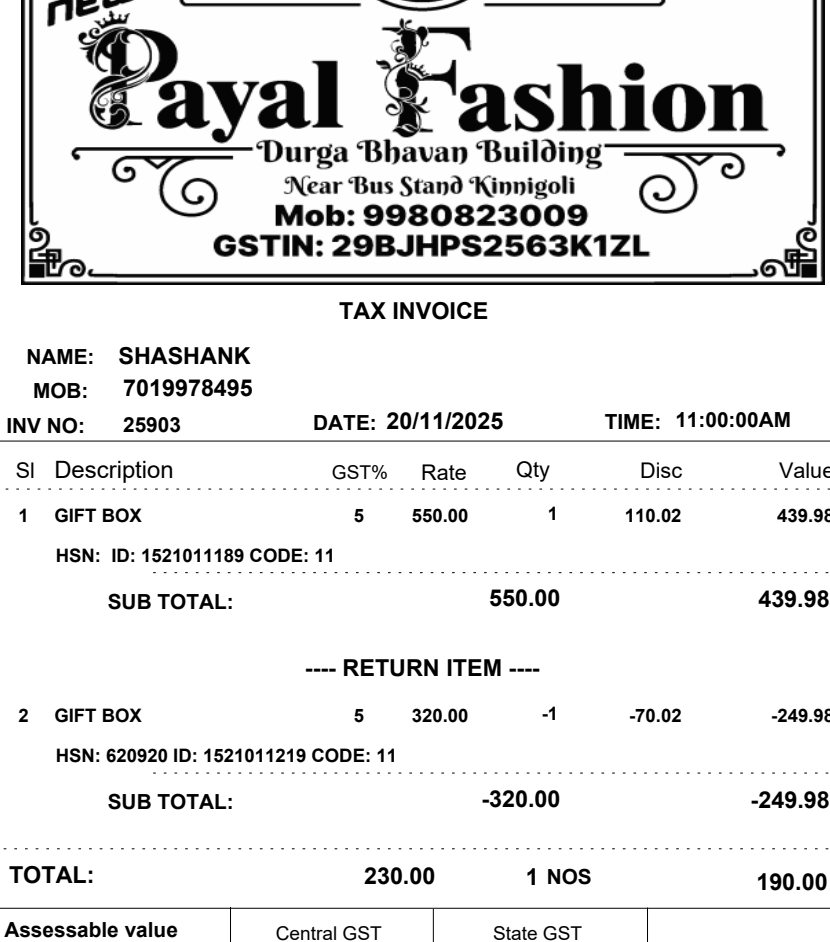 new
Payal Fashion
Durga Bhavan Building
Near Bus Stand Kinnigoli
Mob: 9980823009
GSTIN: 29BJHPS2563K1ZL
TAX INVOICE
NAME: SHASHANK
MOB: 7019978495
INV NO: 25903 DATE: 20/11/2025 TIME: 11:00:00AM
Sl Description GST% Rate Qty Disc Value
1 GIFT BOX 5 550.00 1 110.02 439.98
HSN: ID: 1521011189 CODE: 11
SUB TOTAL: 550.00 439.98
---- RETURN ITEM ----
2 GIFT BOX 5 320.00 -1 -70.02 -249.98
HSN: 620920 ID: 1521011219 CODE: 11
SUB TOTAL: -320.00 -249.98
TOTAL: 230.00 1 NOS 190.00
Assessable value Central GST State GST